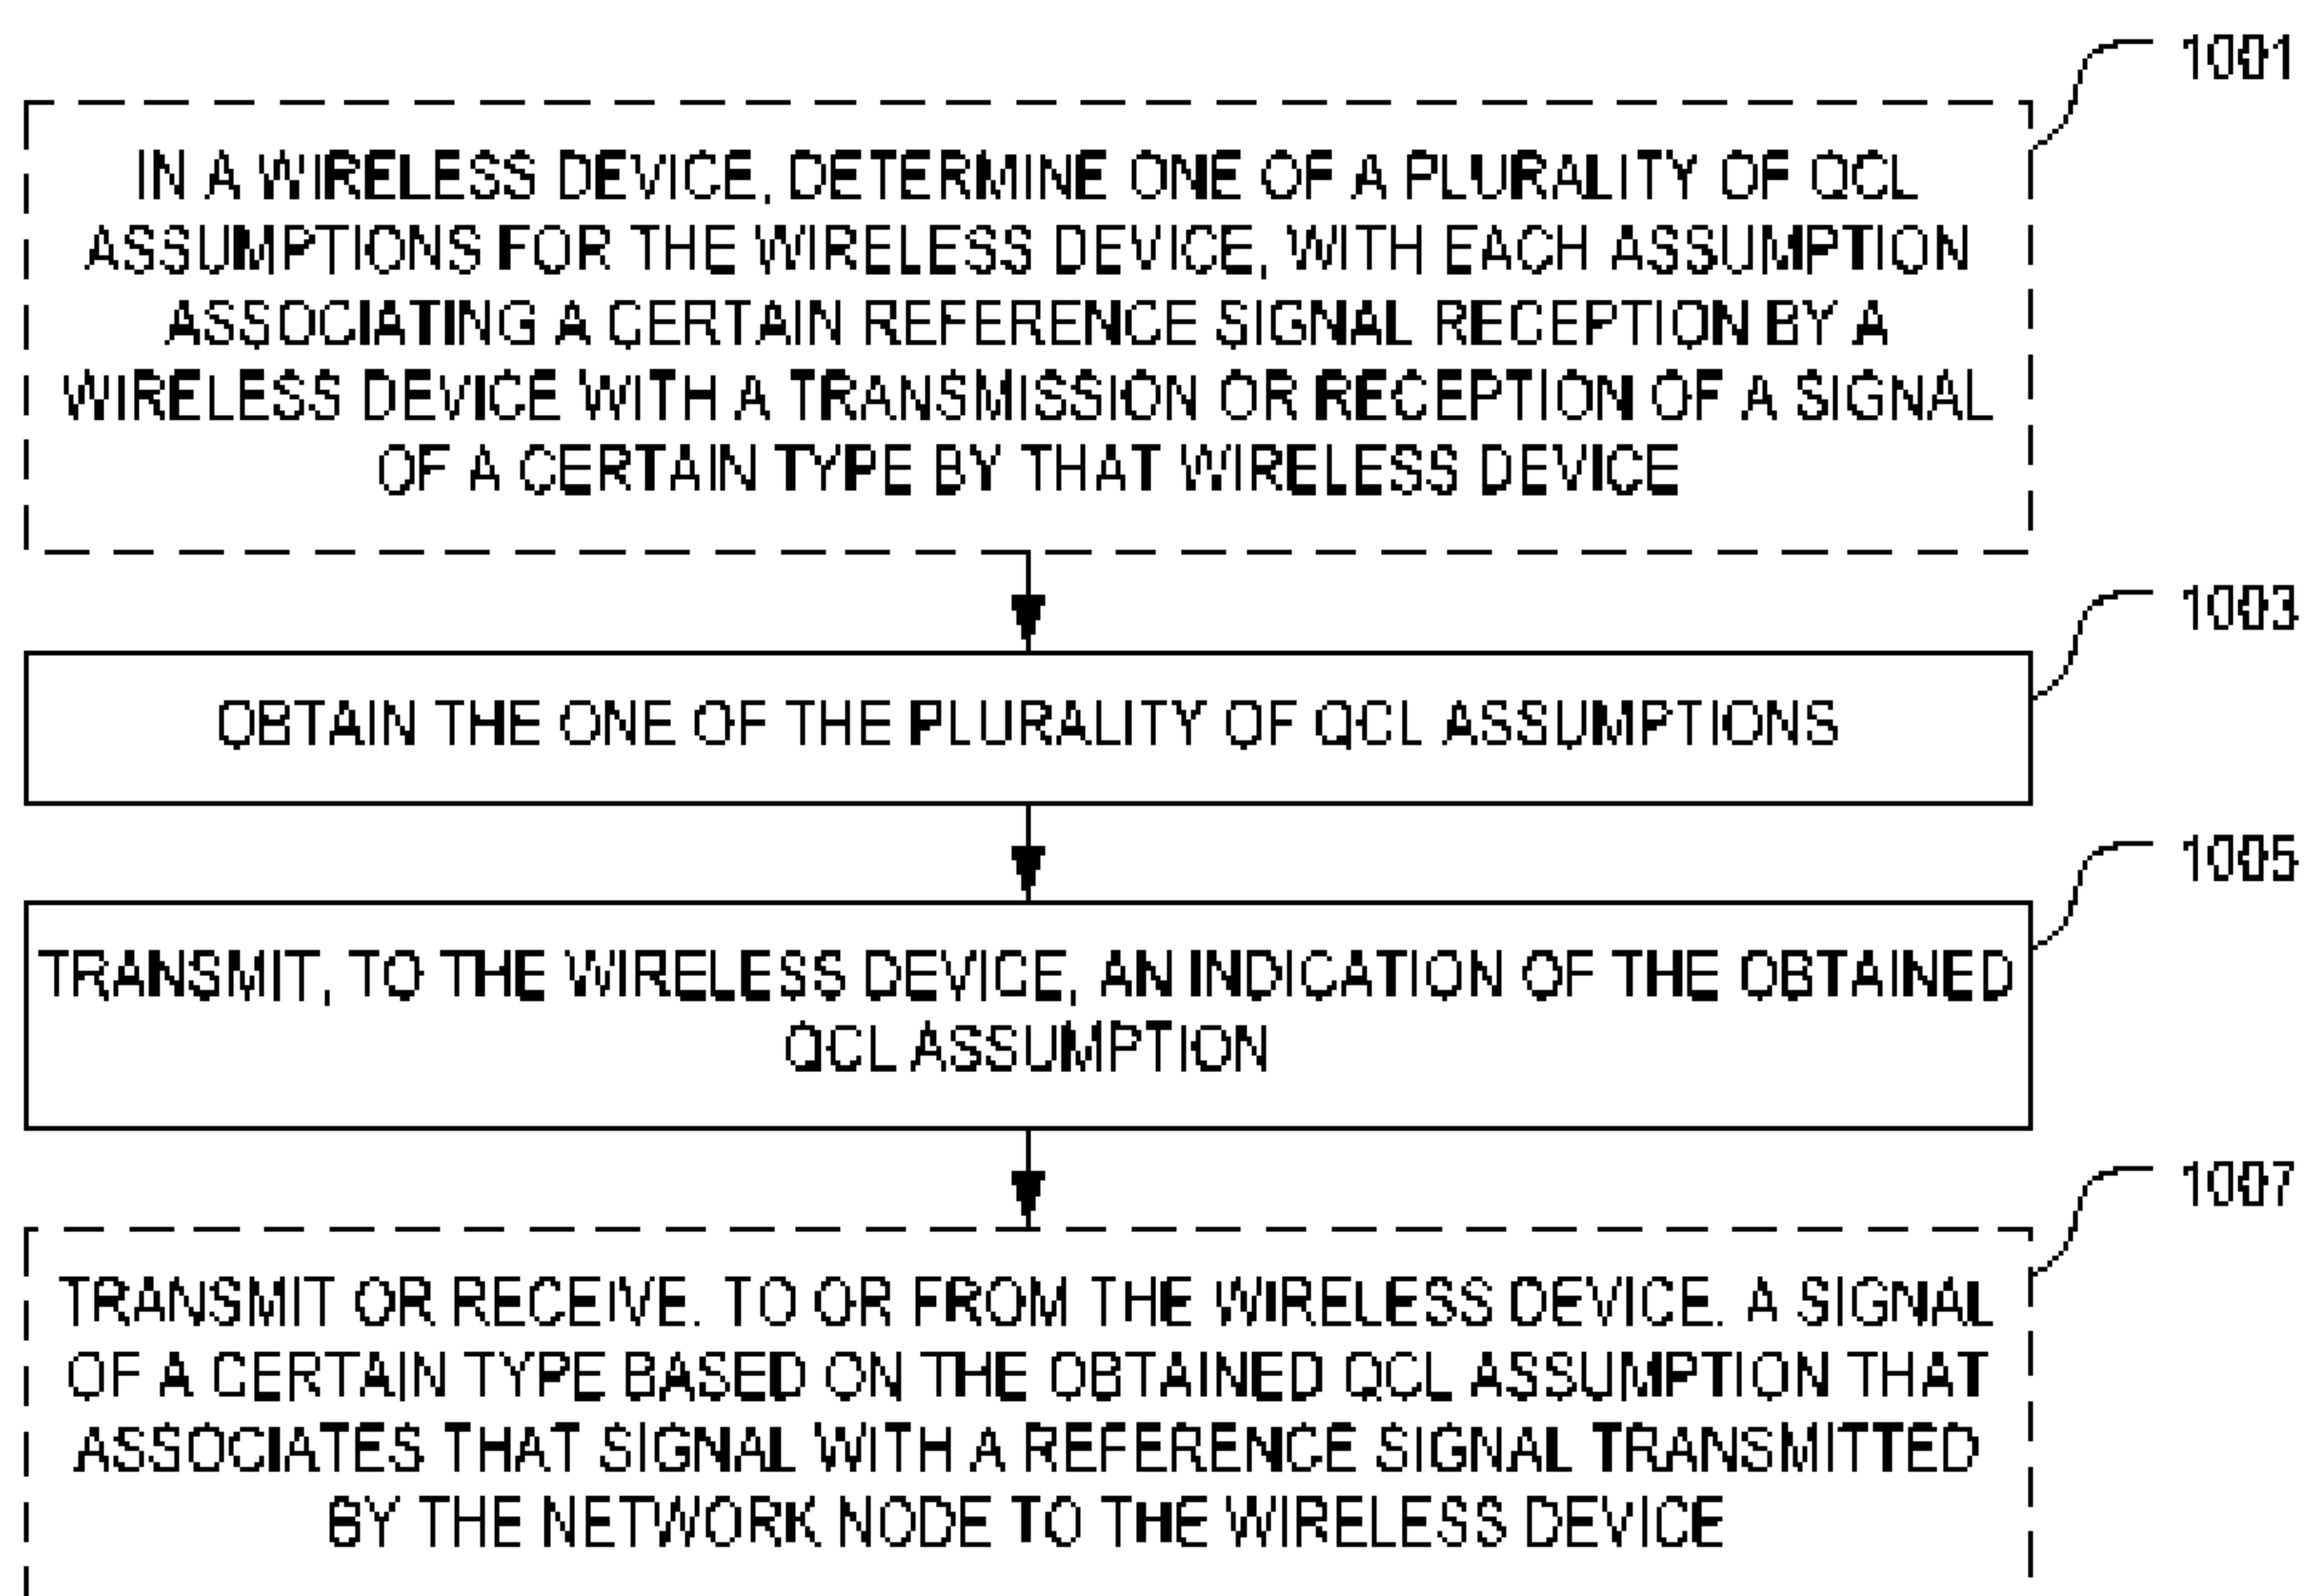 1001
IN A WIRELESS DEVICE, DETERMINE ONE OF A PLURALITY OF QCL
ASSUMPTIONS FOR THE WIRELESS DEVICE, WITH EACH ASSUMPTION
ASSOCIATING A CERTAIN REFERENCE SIGNAL RECEPTION BY A
WIRELESS DEVICE WITH A TRANSMISSION OR RECEPTION OF A SIGNAL
OF A CERTAIN TYPE BY THAT WIRELESS DEVICE
1003
OBTAIN THE ONE OF THE PLURALITY OF QCL ASSUMPTIONS
1005
TRANSMIT, TO THE WIRELESS DEVICE, AN INDICATION OF THE OBTAINED
QCL ASSUMPTION
1007
TRANSMIT OR RECEIVE, TO OR FROM THE WIRELESS DEVICE, A SIGNAL
OF A CERTAIN TYPE BASED ON THE OBTAINED QCL ASSUMPTION THAT
ASSOCIATES THAT SIGNAL WITH A REFERENCE SIGNAL TRANSMITTED
BY THE NETWORK NODE TO THE WIRELESS DEVICE